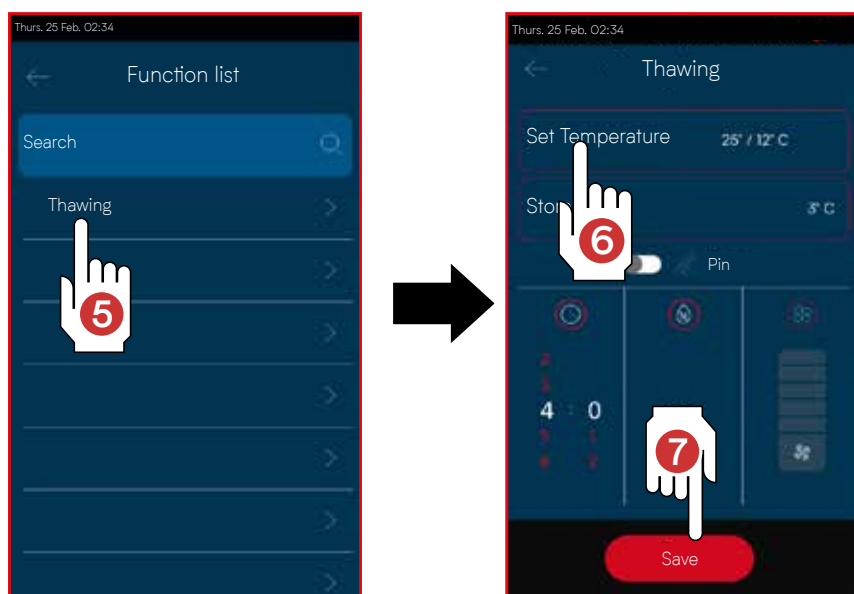 Thurs. 25 Feb. 02:34
Function list
Search
Thawing
5
Thurs. 25 Feb. 02:34
Thawing
Set Temperature 25° / 12° C
6
3° C
Pin
4 : 0
7
Save